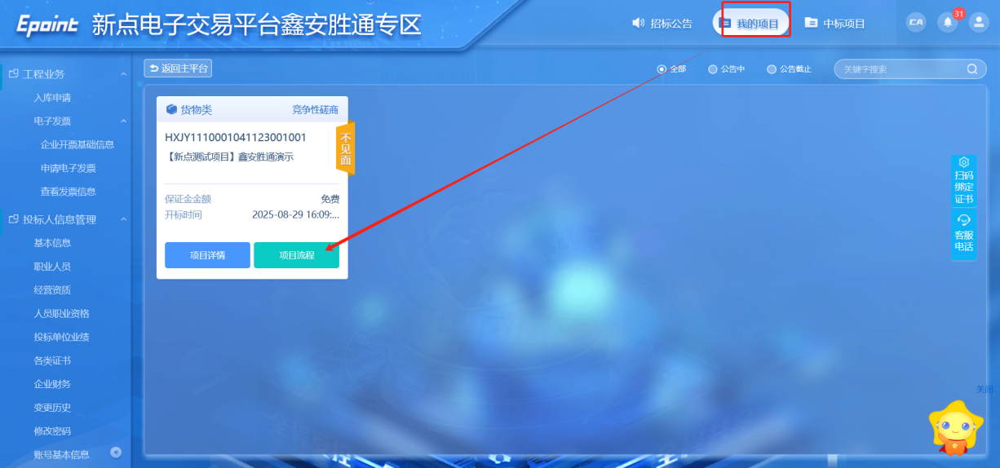 Epoint 新点电子交易平台鑫安胜通专区
招标公告
我的项目
中标项目
CA
31
返回主平台
全部
公告中
公告截止
关键字搜索
工程业务
入库申请
电子发票
企业开票基础信息
申请电子发票
查看发票信息
投标人信息管理
基本信息
职业人员
经营资质
人员职业资格
投标单位业绩
各类证书
企业财务
变更历史
修改密码
账号基本信息
货物类
竞争性磋商
HXJY1110001041123001001
【新点测试项目】鑫安胜通演示
不见面
保证金金额
免费
开标时间
2025-08-29 16:09:...
项目详情
项目流程
扫码
绑定
证书
客服
电话
关闭